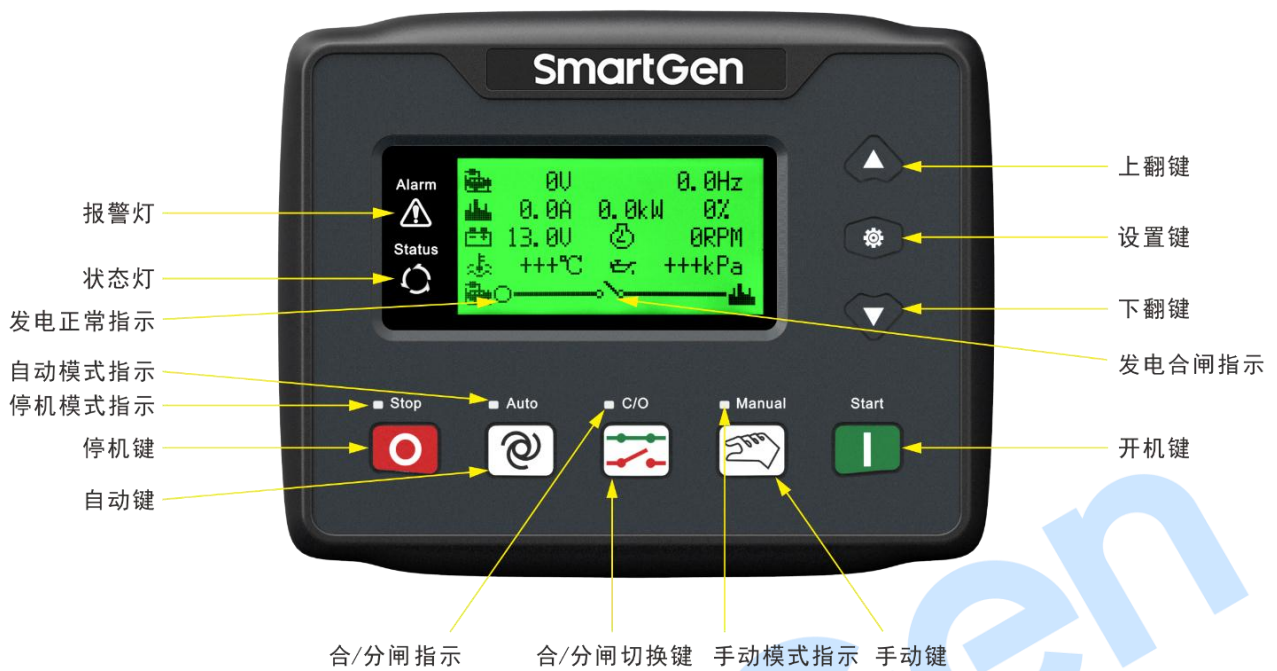 SmartGen
Alarm
Status
0V 0.0Hz
0.0A 0.0kW 0%
13.0V 0RPM
+++℃ +++kPa
Stop
Auto
C/O
Manual
Start
报警灯
状态灯
发电正常指示
自动模式指示
停机模式指示
停机键
自动键
上翻键
设置键
下翻键
发电合闸指示
开机键
合/分闸指示
合/分闸切换键
手动模式指示
手动键
en